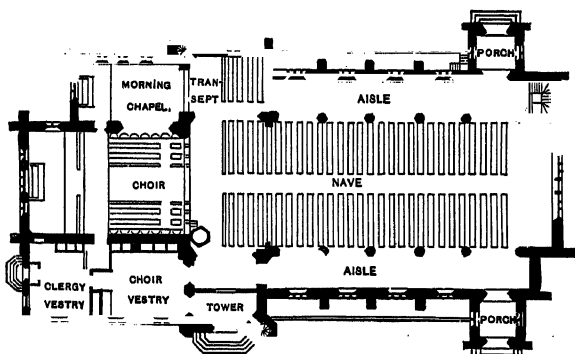 PORCH
MORNING
CHAPEL.
TRAN-
SEPT
AISLE
CHOIR
NAVE
AISLE
CLERGY
VESTRY
CHOIR
VESTRY
TOWER
PORCH